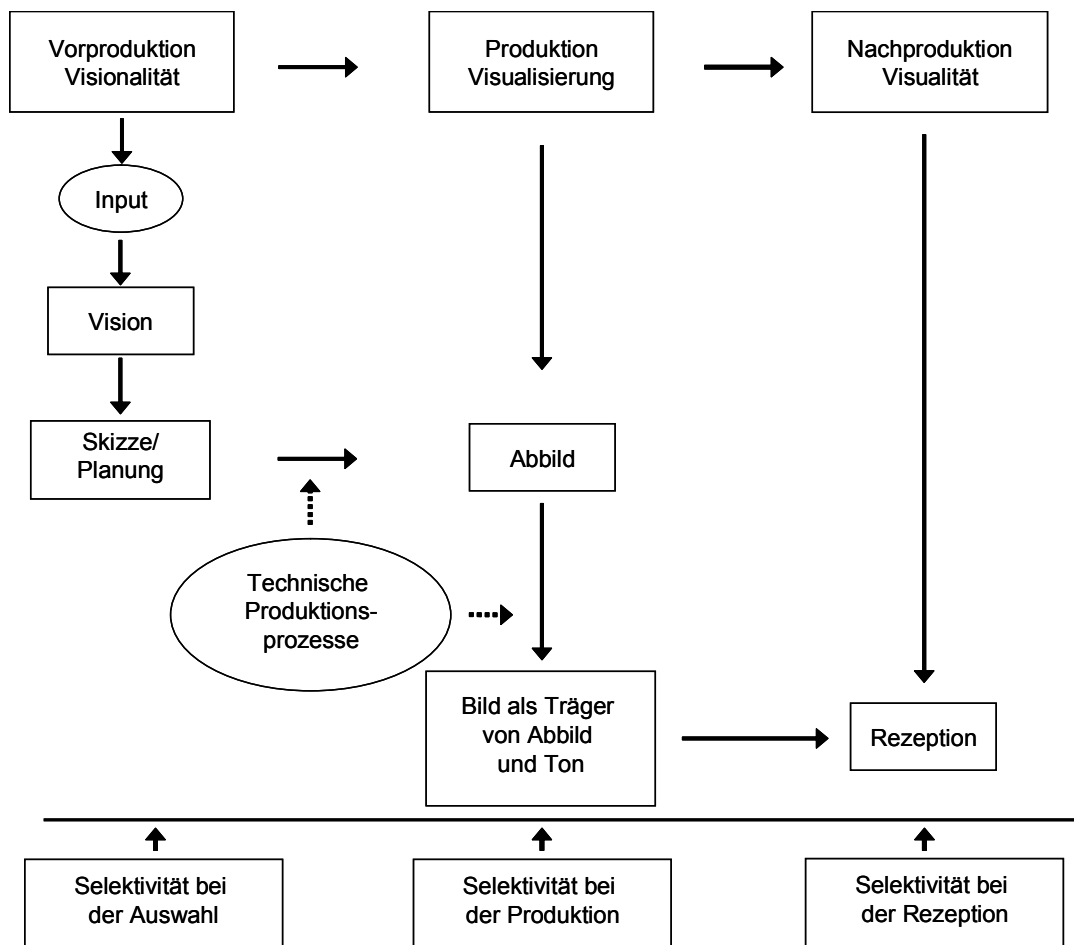 Vorproduktion
Visionalität
Produktion
Visualisierung
Nachproduktion
Visualität
Input
Vision
Skizze/
Planung
Abbild
Technische
Produktions-
prozesse
Bild als Träger
von Abbild
und Ton
Rezeption
Selektivität bei
der Auswahl
Selektivität bei
der Produktion
Selektivität bei
der Rezeption